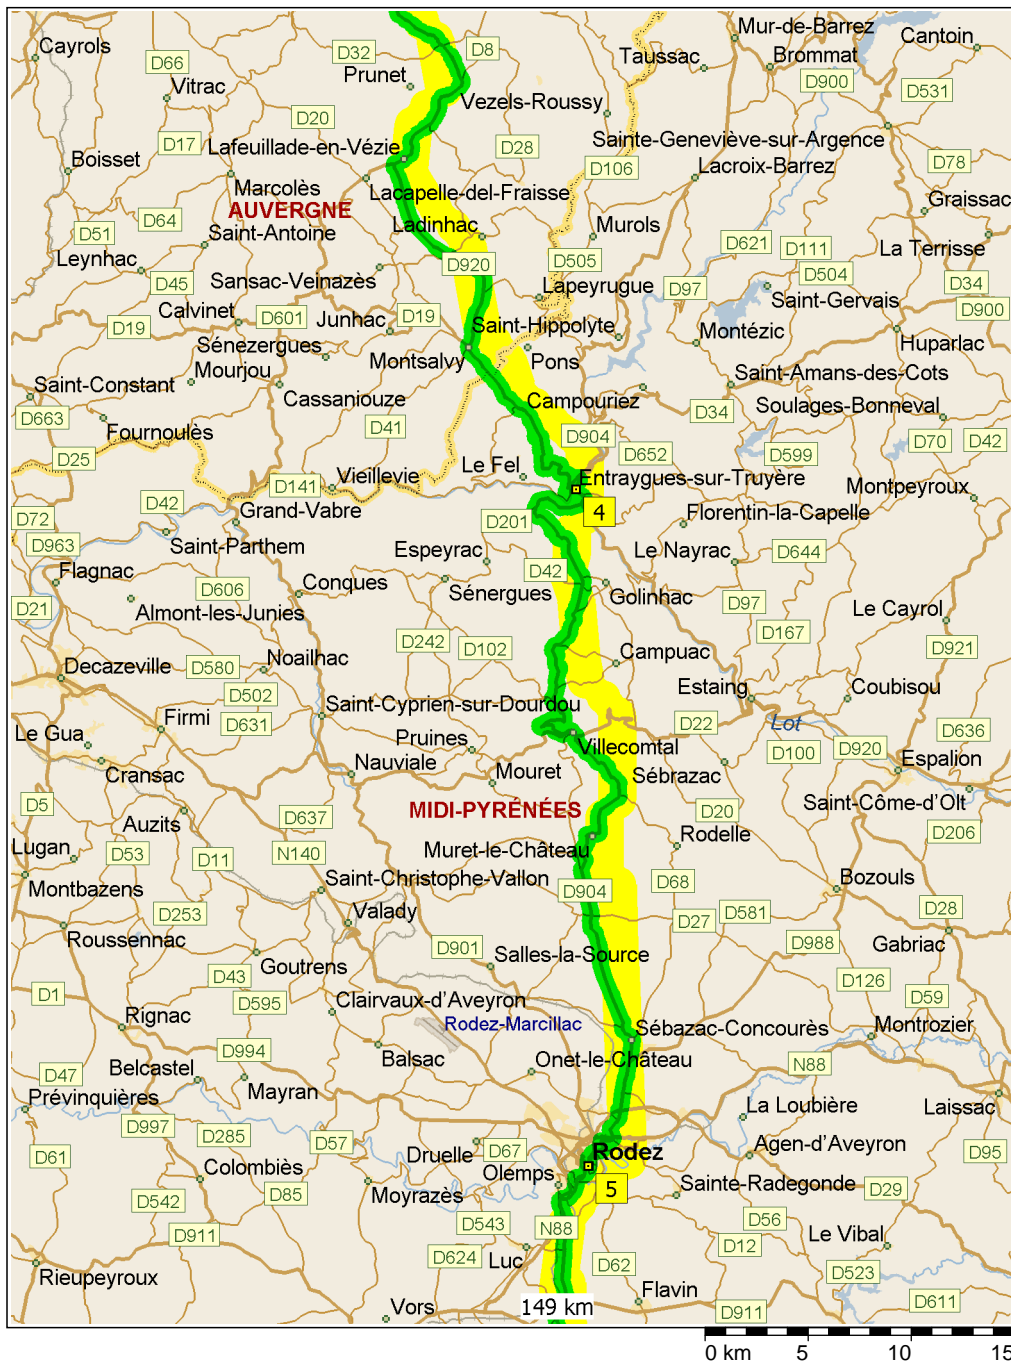 Cayrols
D32
D8
Mur-de-Barrez
Cantoin
D66
Prunet
Taussac
Brommat
Vitrac
D900
D531
Vezels-Roussy
D20
D17
Lafeuillade-en-Vézie
D28
Sainte-Geneviève-sur-Argence
Boisset
D106
Lacroix-Barrez
D78
Marcolès
Lacapelle-del-Fraisse
Graissac
AUVERGNE
D64
Ladinhac
Murols
D51
Saint-Antoine
D621
D111
La Terrisse
Leynhac
D920
D505
D504
D45
Sansac-Veinazès
Lapeyrugue
D97
D34
Saint-Gervais
Calvinet
D601
Junhac
D19
D900
D19
Saint-Hippolyte
Montézic
Huparlac
Sénezergues
Montsalvy
Pons
Saint-Constant
Mourjou
Saint-Amans-des-Cots
Cassaniouze
Campouriez
D34
Soulages-Bonneval
D663
Fournoulès
D41
D904
D70
D42
D25
D652
D599
Le Fel
Vieillevie
Entraygues-sur-Truyère
D141
Montpeyroux
D42
Grand-Vabre
4
D72
D201
Florentin-la-Capelle
D963
Saint-Parthem
Espeyrac
Le Nayrac
D644
Flagnac
D42
D606
Conques
Sénergues
Golinhac
D21
Almont-les-Junies
D97
Le Cayrol
D167
D242
D102
D921
Decazeville
D580
Noailhac
Campuac
Estaing
Coubisou
D502
Saint-Cyprien-sur-Dourdou
Firmi
D631
D22
Lot
Le Gua
Pruines
Villecomtal
D100
D920
D636
Cransac
Nauviale
Mouret
Sébrazac
Espalion
D5
MIDI-PYRÉNÉES
Saint-Côme-d'Olt
Auzits
D637
D20
Lugan
D53
D11
N140
Muret-le-Château
Rodelle
D206
Montbazens
Saint-Christophe-Vallon
D904
D68
Bozouls
D253
Valady
D27
D581
D28
Roussennac
D901
Salles-la-Source
D988
Gabriac
D43
Goutrens
D126
D1
D595
Clairvaux-d'Aveyron
D59
Rignac
Rodez-Marcillac
Sébazac-Concourès
Montrozier
D994
Balsac
Onet-le-Château
Belcastel
N88
D47
Prévinquières
Mayran
La Loubière
Laissac
D997
D285
D57
D67
Agen-d'Aveyron
D61
Druelle
Rodez
D95
Colombiès
Olemps
5
Sainte-Radegonde
D542
D85
Moyrazès
D29
D911
D543
N88
D56
D624
Luc
D12
Le Vibal
Rieupeyroux
D62
D523
Flavin
D611
Vors
149 km
D911
0 km
5
10
15